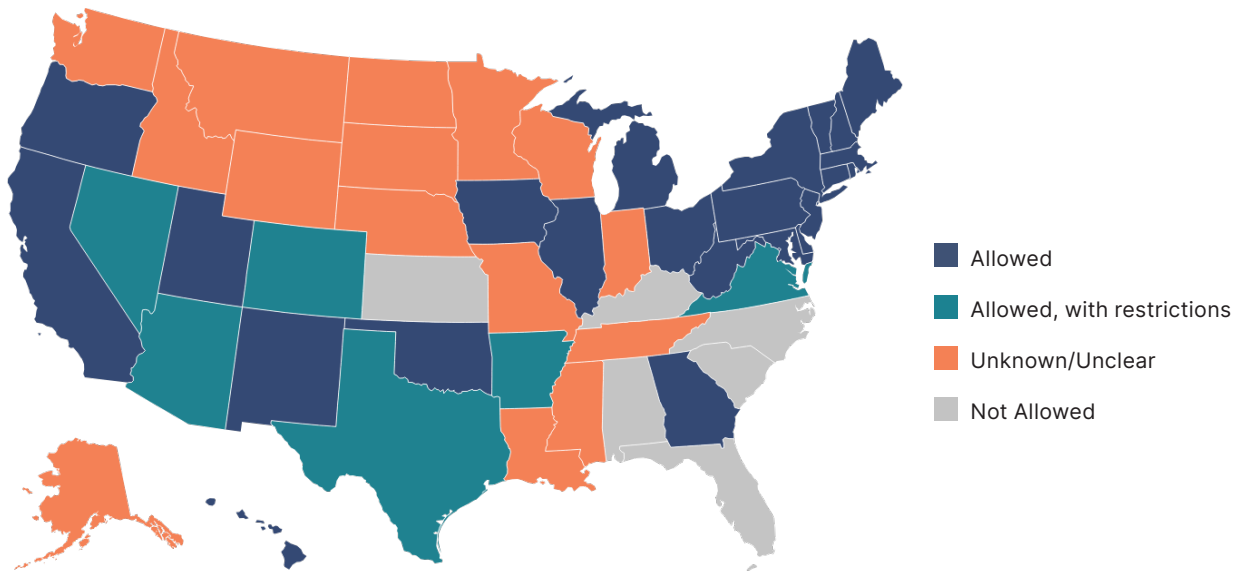 Allowed
Allowed, with restrictions
Unknown/Unclear
Not Allowed